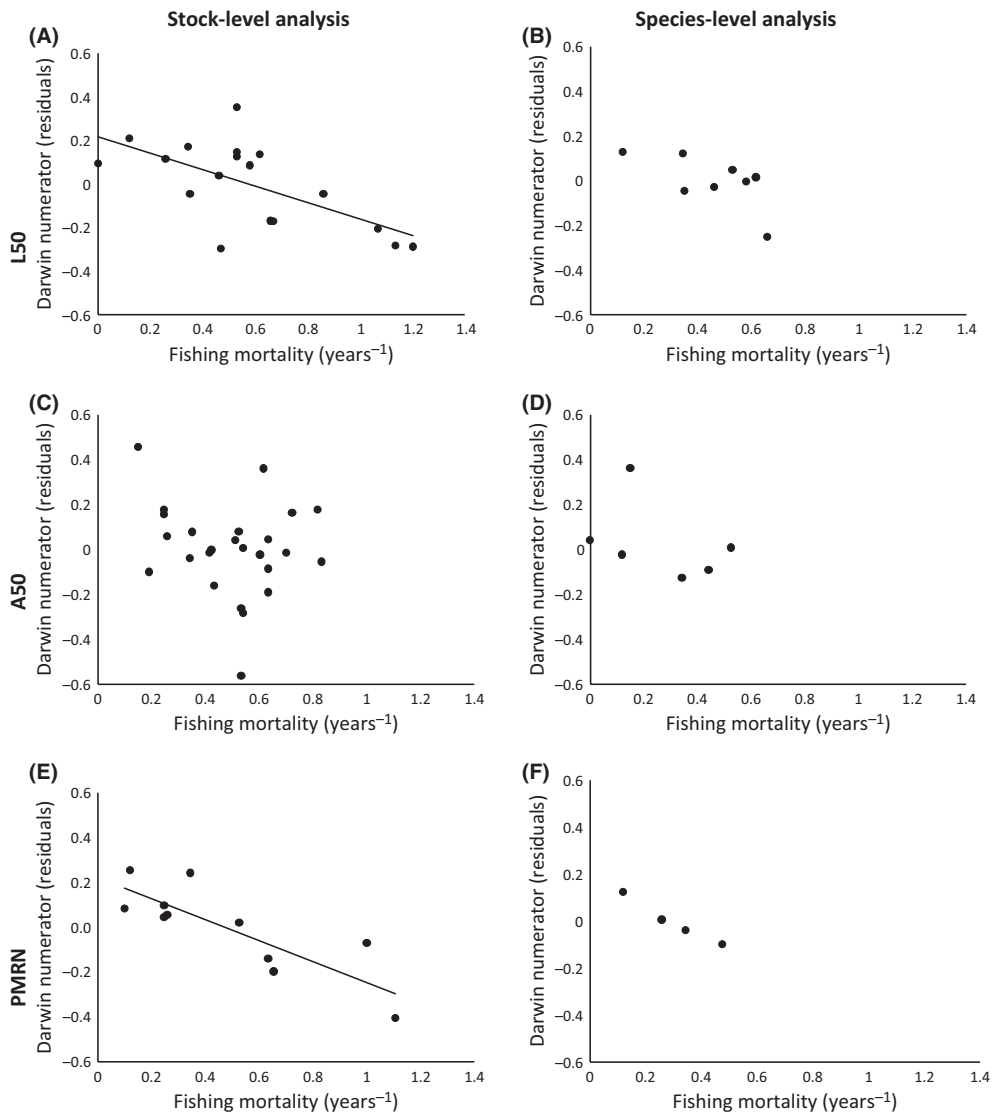 Stock-level analysis
Species-level analysis
(A)
(B)
L50
Darwin numerator (residuals)
0.6
0.4
0.2
0
–0.2
–0.4
–0.6
0 0.2 0.4 0.6 0.8 1 1.2 1.4
Fishing mortality (years⁻¹)
Darwin numerator (residuals)
0.6
0.4
0.2
0
–0.2
–0.4
–0.6
0 0.2 0.4 0.6 0.8 1 1.2 1.4
Fishing mortality (years⁻¹)
(C)
(D)
A50
Darwin numerator (residuals)
0.6
0.4
0.2
0
–0.2
–0.4
–0.6
0 0.2 0.4 0.6 0.8 1 1.2 1.4
Fishing mortality (years⁻¹)
Darwin numerator (residuals)
0.6
0.4
0.2
0
–0.2
–0.4
–0.6
0 0.2 0.4 0.6 0.8 1 1.2 1.4
Fishing mortality (years⁻¹)
(E)
(F)
PMRN
Darwin numerator (residuals)
0.6
0.4
0.2
0.0
–0.2
–0.4
–0.6
0 0.2 0.4 0.6 0.8 1 1.2 1.4
Fishing mortality (years⁻¹)
Darwin numerator (residuals)
0.6
0.4
0.2
0
–0.2
–0.4
–0.6
0 0.2 0.4 0.6 0.8 1 1.2 1.4
Fishing mortality (years⁻¹)